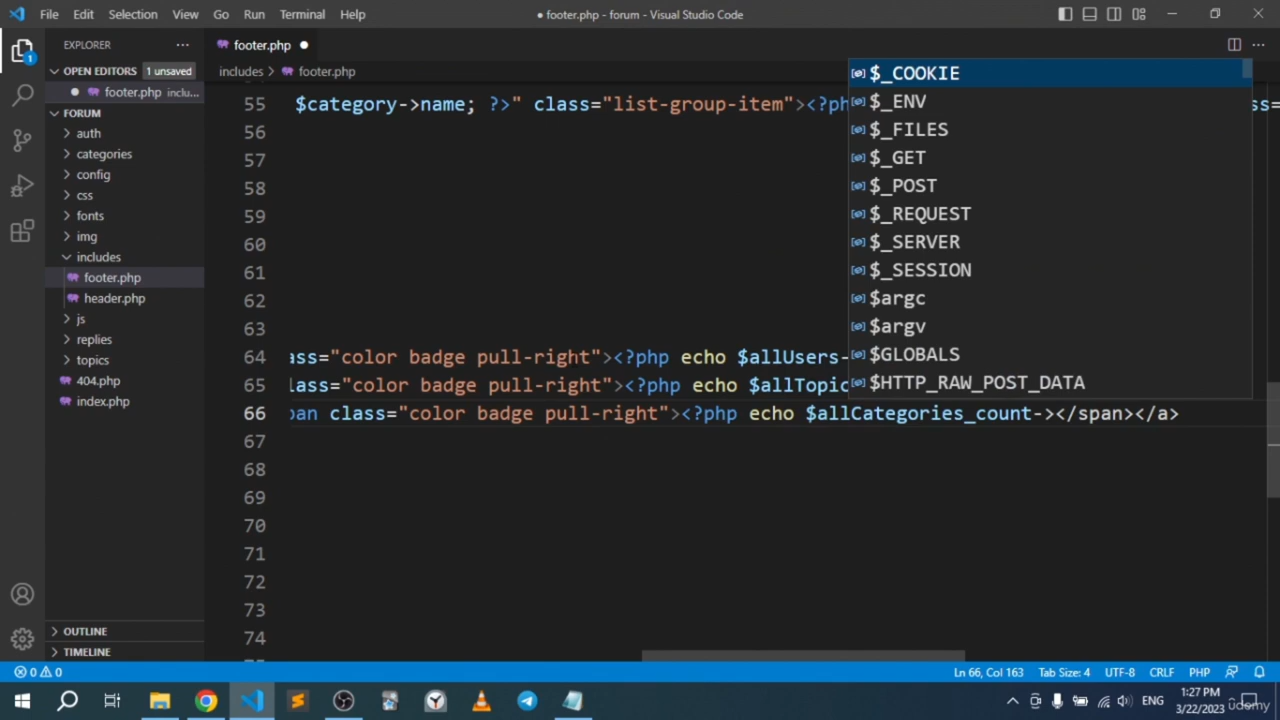 File Edit Selection View Go Run Terminal Help
● footer.php - forum - Visual Studio Code
EXPLORER
OPEN EDITORS 1 unsaved
footer.php inclu...
FORUM
auth
categories
config
css
fonts
img
includes
footer.php
header.php
js
replies
topics
404.php
index.php
OUTLINE
TIMELINE
footer.php
includes > footer.php
55 $category->name; ?>" class="list-group-item"><?ph
56
57
58
59
60
61
62
63
64 ass="color badge pull-right"><?php echo $allUsers-
65 lass="color badge pull-right"><?php echo $allTopic
66 pan class="color badge pull-right"><?php echo $allCategories_count-></span></a>
67
68
69
70
71
72
73
74
$_COOKIE
$_ENV
$_FILES
$_GET
$_POST
$_REQUEST
$_SERVER
$_SESSION
$argc
$argv
$GLOBALS
$HTTP_RAW_POST_DATA
0 0
Ln 66, Col 163 Tab Size: 4 UTF-8 CRLF PHP
ENG
1:27 PM
3/22/2023
udemy